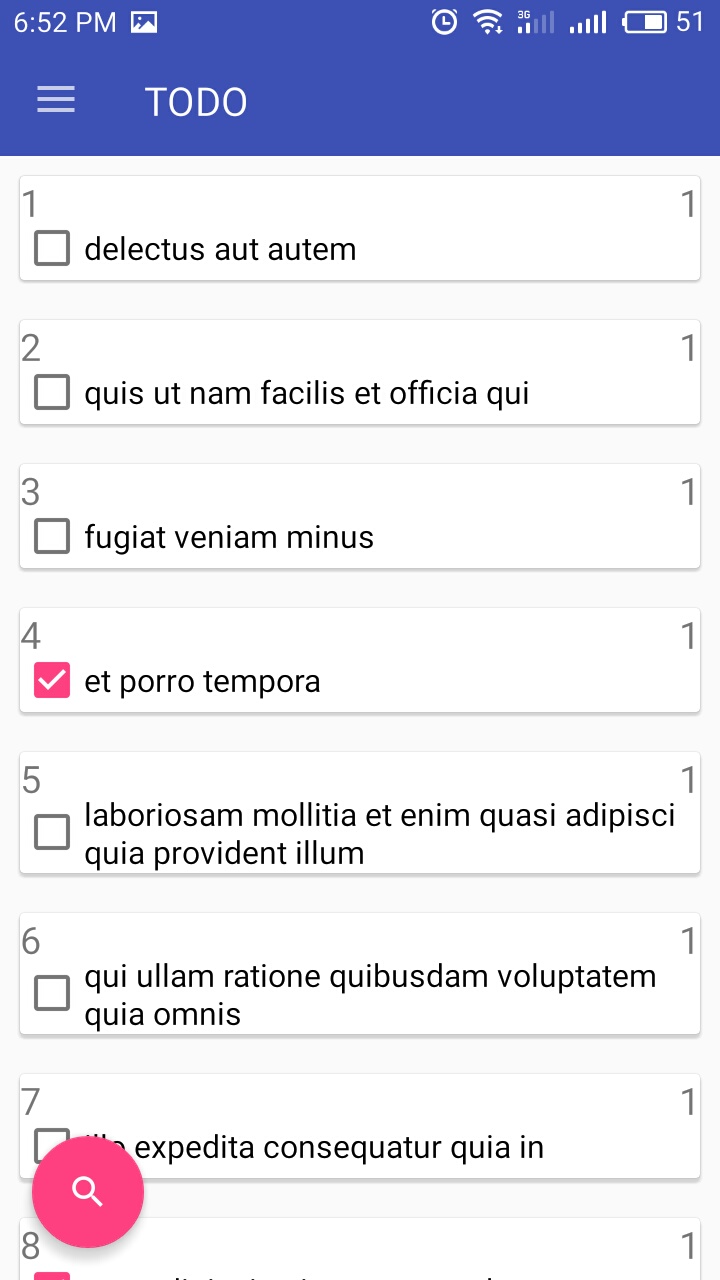 6:52 PM 3G 51
TODO
1 1
delectus aut autem
2 1
quis ut nam facilis et officia qui
3 1
fugiat veniam minus
4 1
et porro tempora
5 1
laboriosam mollitia et enim quasi adipisci
quia provident illum
6 1
qui ullam ratione quibusdam voluptatem
quia omnis
7 1
expedita consequatur quia in
8 1